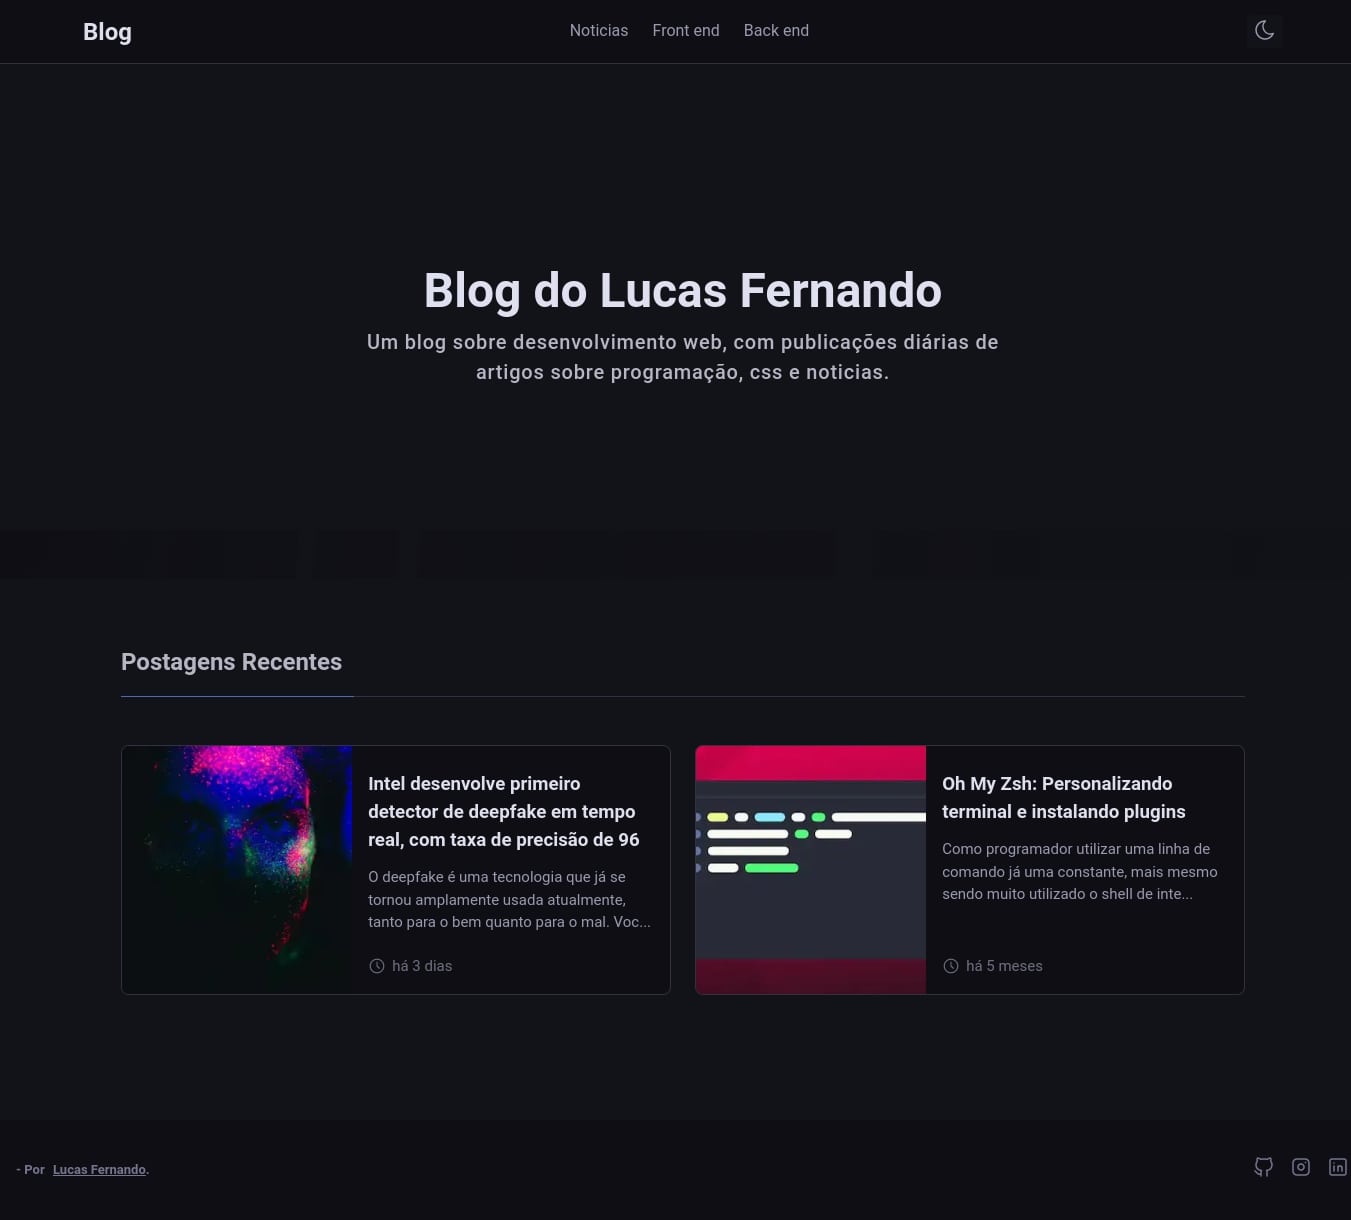 Blog
Noticias
Front end
Back end
Blog do Lucas Fernando
Um blog sobre desenvolvimento web, com publicações diárias de
artigos sobre programação, css e noticias.
Postagens Recentes
Intel desenvolve primeiro
detector de deepfake em tempo
real, com taxa de precisão de 96
O deepfake é uma tecnologia que já se
tornou amplamente usada atualmente,
tanto para o bem quanto para o mal. Voc...
há 3 dias
Oh My Zsh: Personalizando
terminal e instalando plugins
Como programador utilizar uma linha de
comando já uma constante, mais mesmo
sendo muito utilizado o shell de inte...
há 5 meses
- Por Lucas Fernando.